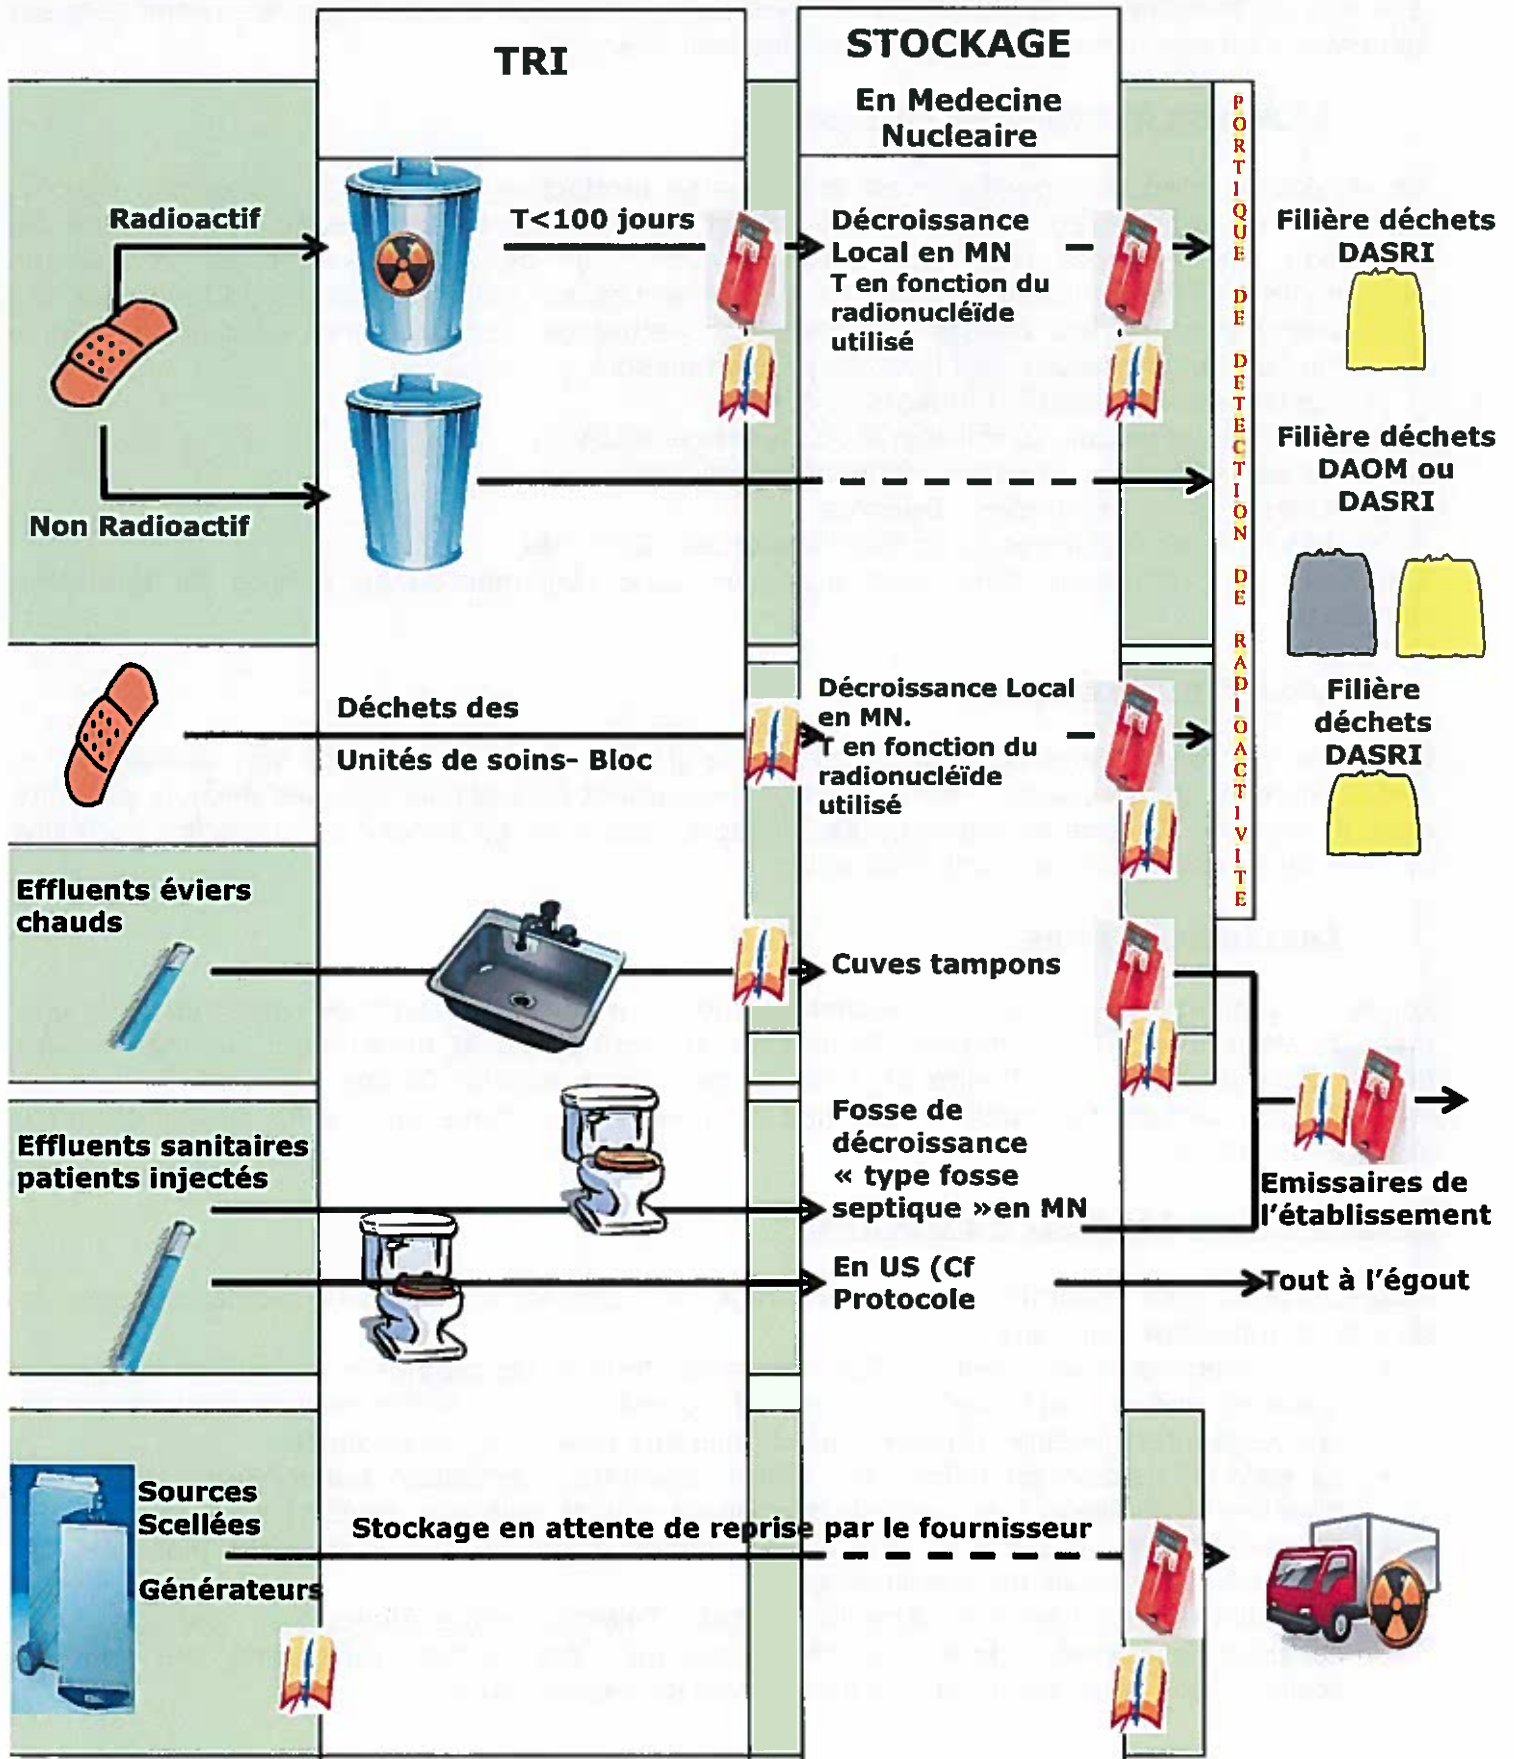 TRI
STOCKAGE
En Medecine
Nucleaire
Radioactif
T<100 jours
Décroissance
Local en MN
T en fonction du
radionucléïde
utilisé
Filière déchets
DASRI
Non Radioactif
Filière déchets
DAOM ou
DASRI
PORTIQUE DE DETECTION DE RADIOACTIVITE
Déchets des
Unités de soins- Bloc
Décroissance Local
en MN.
T en fonction du
radionucléïde
utilisé
Filière
déchets
DASRI
Effluents éviers
chauds
Cuves tampons
Effluents sanitaires
patients injectés
Fosse de
décroissance
« type fosse
septique »en MN
Emissaires de
l'établissement
En US (Cf
Protocole
Tout à l'égout
Sources
Scellées
Générateurs
Stockage en attente de reprise par le fournisseur